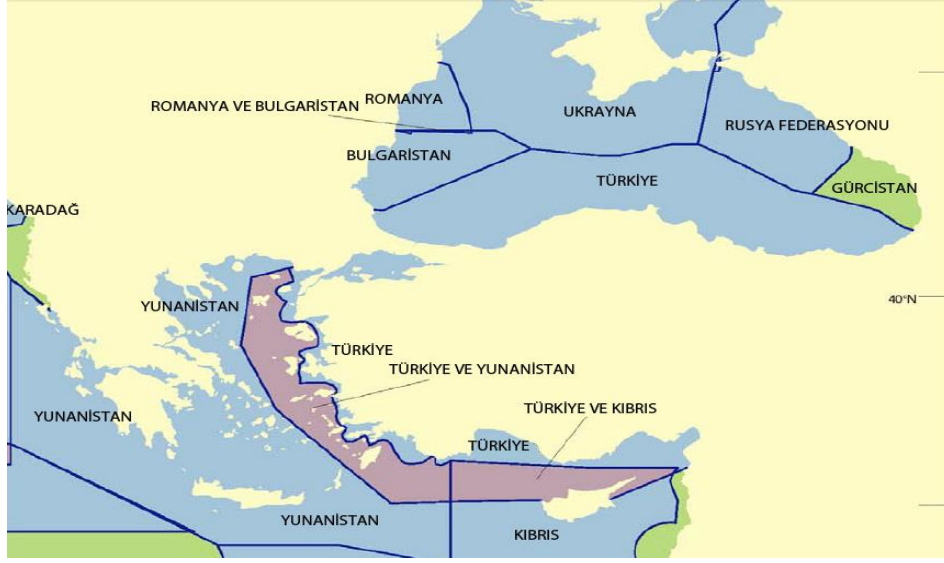 ROMANYA VE BULGARİSTAN
ROMANYA
UKRAYNA
RUSYA FEDERASYONU
BULGARİSTAN
TÜRKİYE
GÜRCİSTAN
KARADAĞ
YUNANİSTAN
40°N
TÜRKİYE
TÜRKİYE VE YUNANİSTAN
YUNANİSTAN
TÜRKİYE VE KIBRIS
TÜRKİYE
YUNANİSTAN
KIBRIS